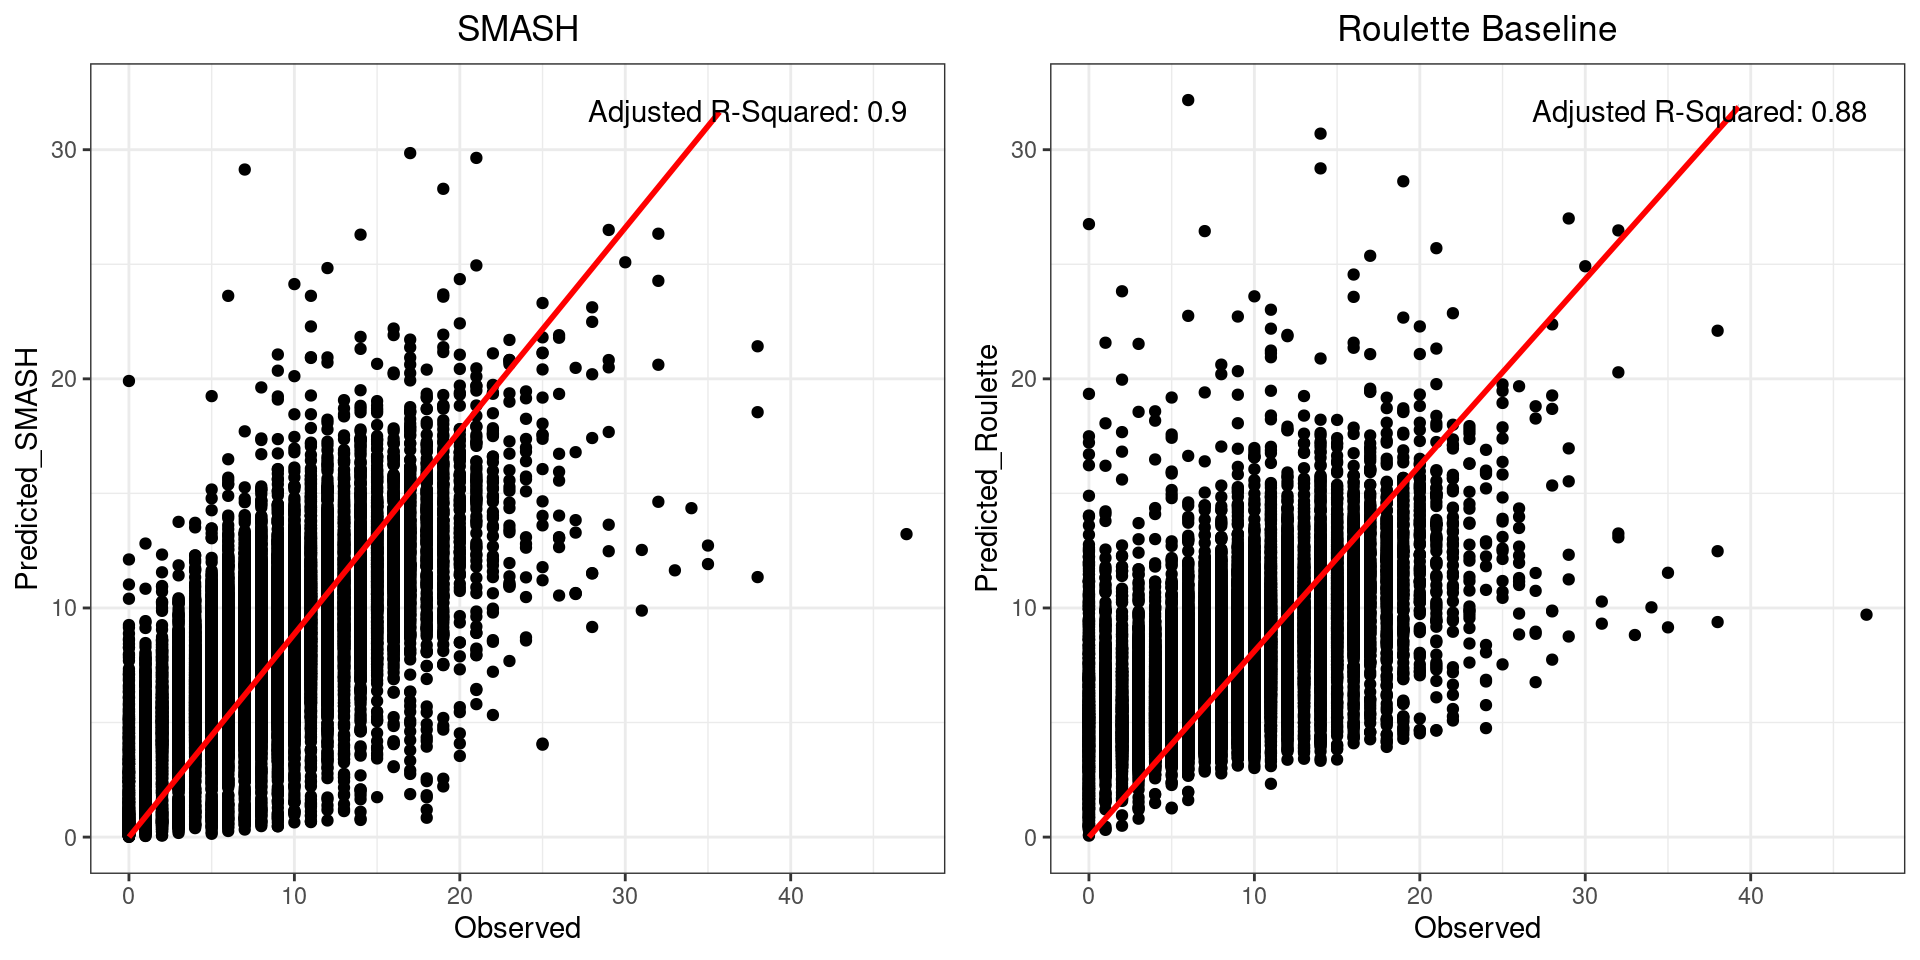 SMASH
Adjusted R-Squared: 0.9
Predicted_SMASH
30
20
10
0
0 10 20 30 40
Observed
Roulette Baseline
Adjusted R-Squared: 0.88
Predicted_Roulette
30
20
10
0
0 10 20 30 40
Observed